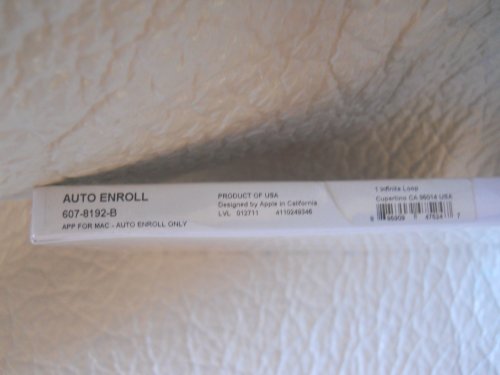 AUTO ENROLL
607-8192-B
APP FOR MAC - AUTO ENROLL ONLY
PRODUCT OF USA
Designed by Apple in California
LVL 012711 4110249346
1 Infinite Loop
Cupertino CA 95014 USA